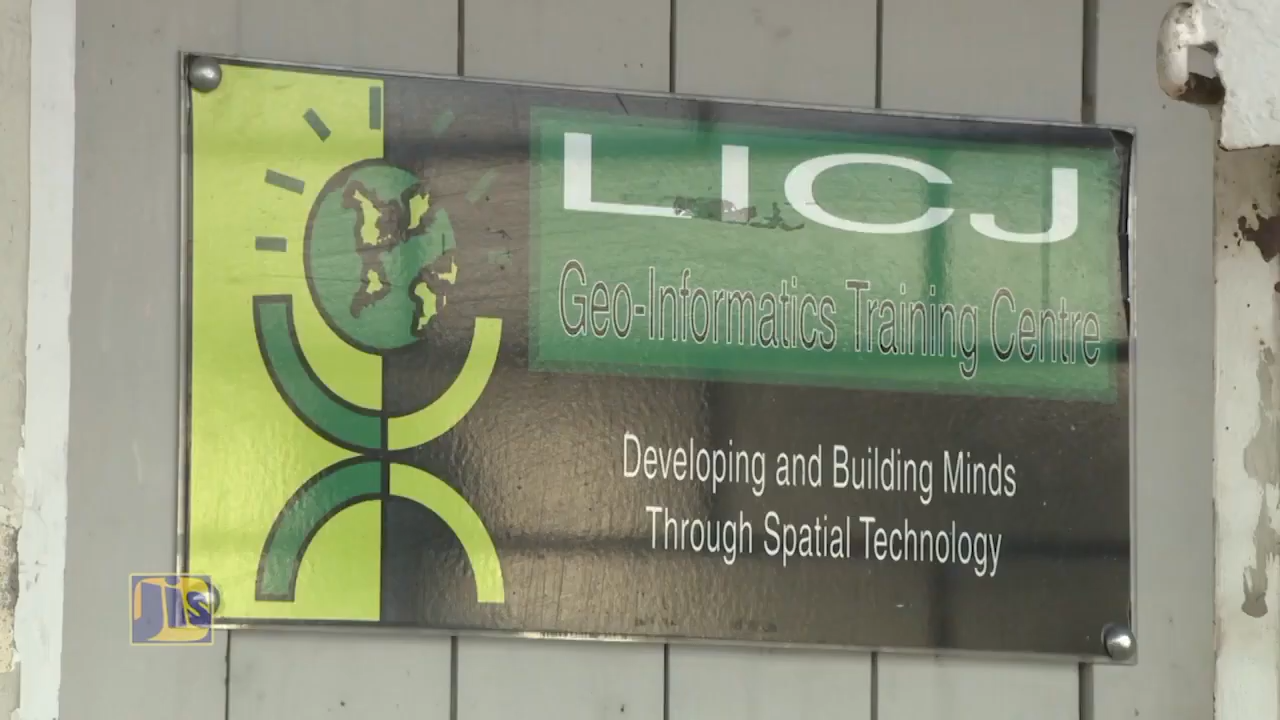 LICJ
Geo-Informatics Training Centre
Developing and Building Minds
Through Spatial Technology
JIS